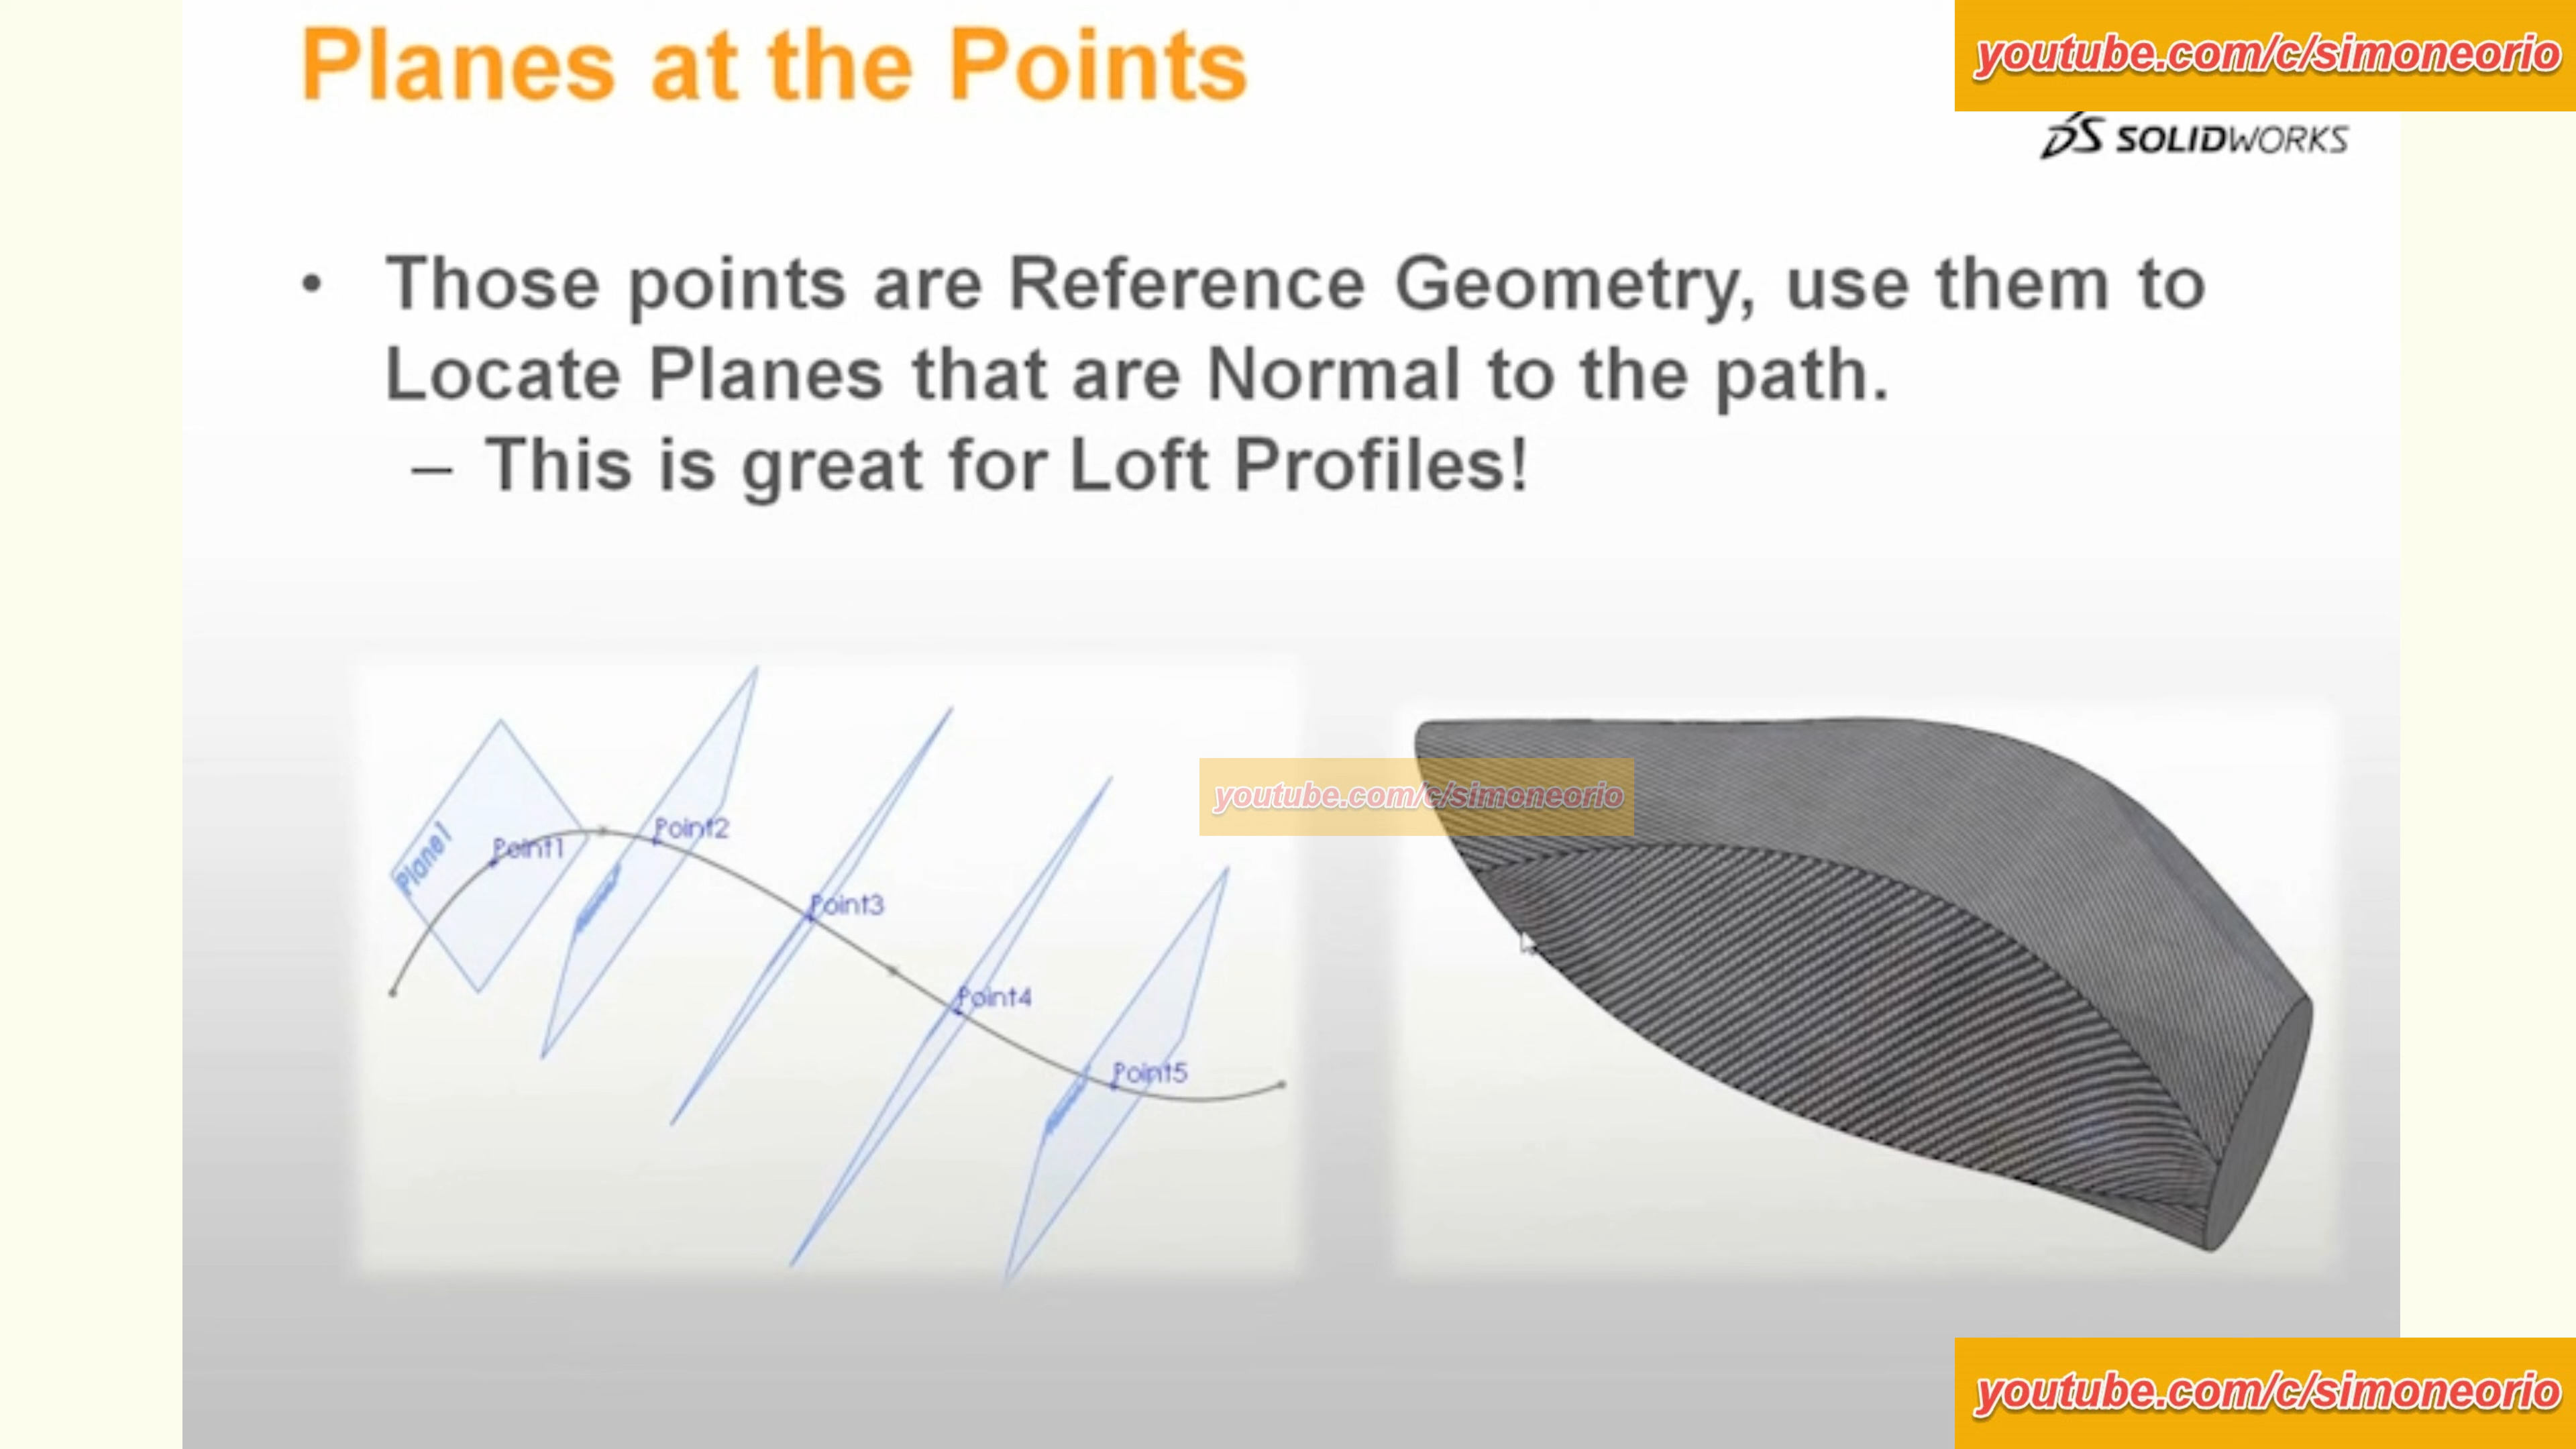 Planes at the Points
youtube.com/c/simoneorio
SOLIDWORKS
• Those points are Reference Geometry, use them to
Locate Planes that are Normal to the path.
– This is great for Loft Profiles!
Plane1
Point1
Point2
Point3
Point4
Point5
youtube.com/c/simoneorio
youtube.com/c/simoneorio